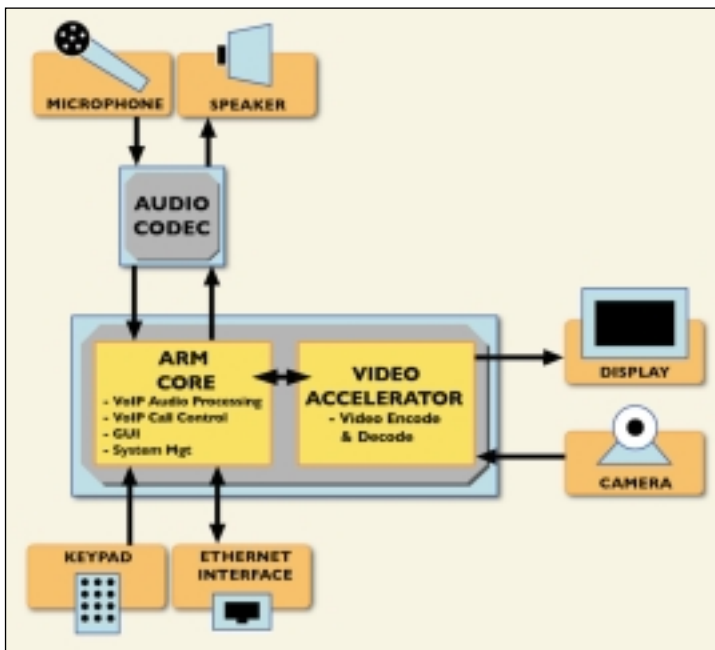 MICROPHONE
SPEAKER
AUDIO
CODEC
ARM
CORE
- VoIP Audio Processing
- VoIP Call Control
- GUI
- System Mgt
VIDEO
ACCELERATOR
- Video Encode
& Decode
DISPLAY
CAMERA
KEYPAD
ETHERNET
INTERFACE